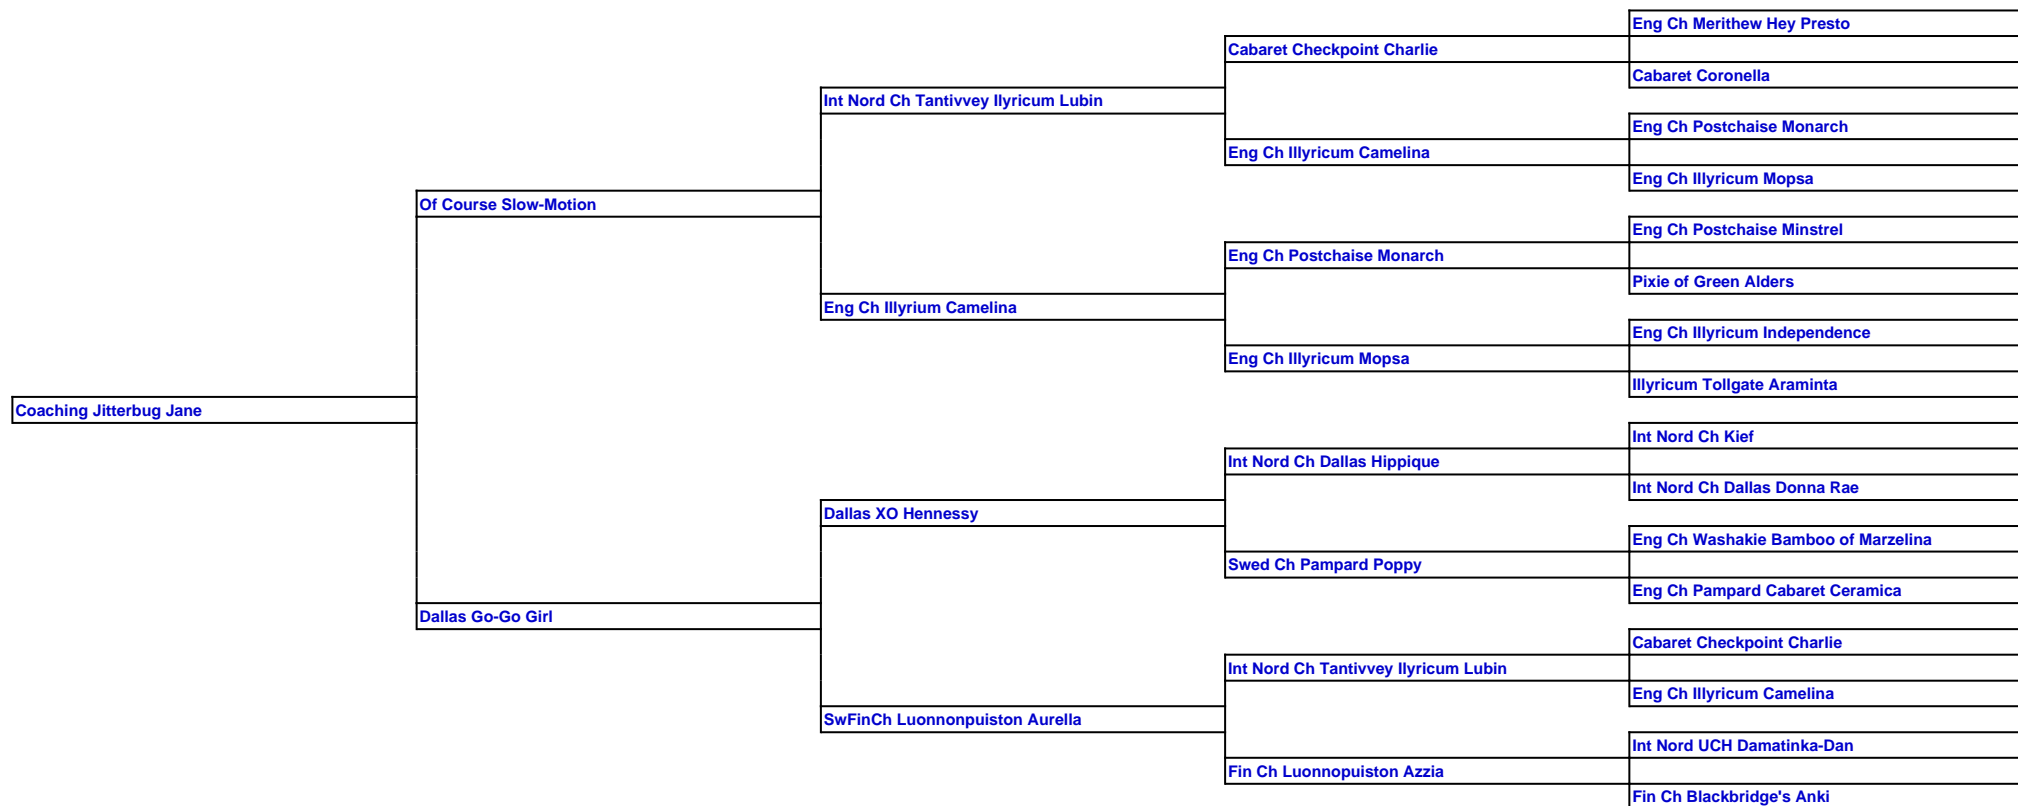 Eng Ch Merithew Hey Presto
Cabaret Checkpoint Charlie
Cabaret Coronella
Int Nord Ch Tantivvey Ilyricum Lubin
Eng Ch Postchaise Monarch
Eng Ch Illyricum Camelina
Eng Ch Illyricum Mopsa
Of Course Slow-Motion
Eng Ch Postchaise Minstrel
Eng Ch Postchaise Monarch
Pixie of Green Alders
Eng Ch Illyrium Camelina
Eng Ch Illyricum Independence
Eng Ch Illyricum Mopsa
Illyricum Tollgate Araminta
Coaching Jitterbug Jane
Int Nord Ch Kief
Int Nord Ch Dallas Hippique
Int Nord Ch Dallas Donna Rae
Dallas XO Hennessy
Eng Ch Washakie Bamboo of Marzelina
Swed Ch Pampard Poppy
Eng Ch Pampard Cabaret Ceramica
Dallas Go-Go Girl
Cabaret Checkpoint Charlie
Int Nord Ch Tantivvey Ilyricum Lubin
Eng Ch Illyricum Camelina
SwFinCh Luonnonpuiston Aurella
Int Nord UCH Damatinka-Dan
Fin Ch Luonnopuiston Azzia
Fin Ch Blackbridge's Anki